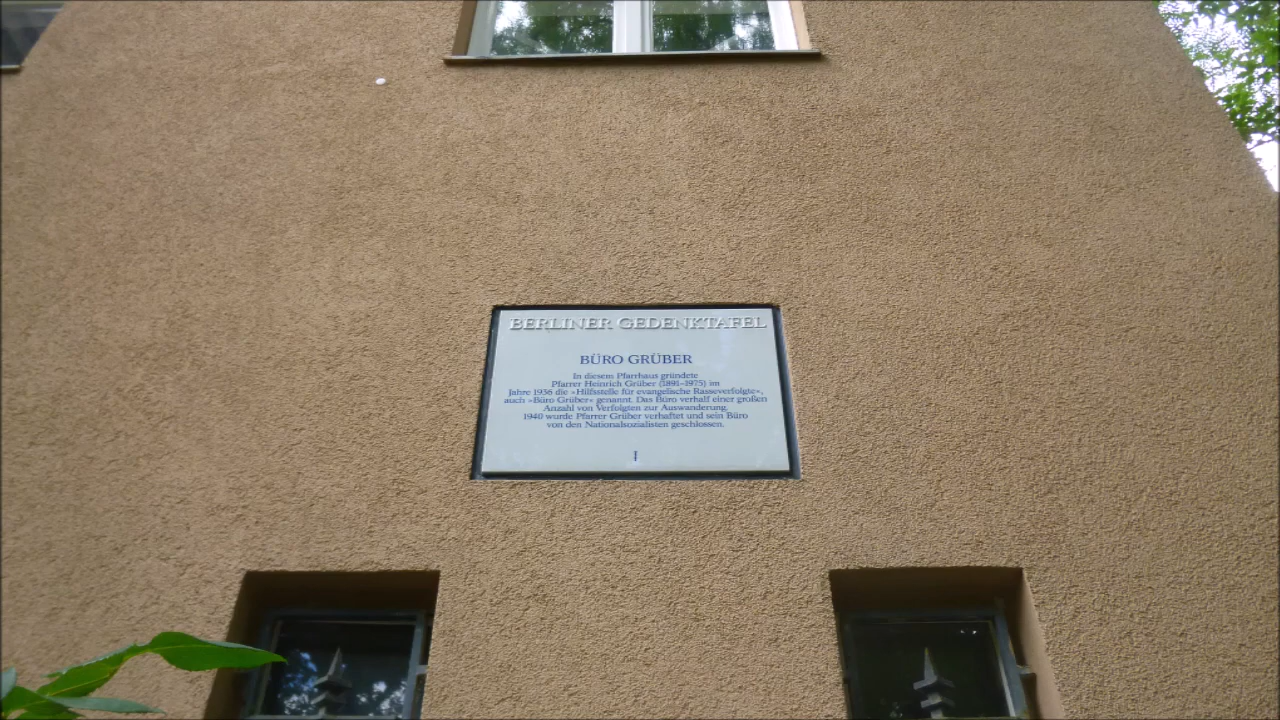 BERLINER GEDENKTAFEL
BÜRO GRÜBER
In diesem Pfarrhaus gründete
Pfarrer Heinrich Grüber (1891–1975) im
Jahre 1936 die »Hilfsstelle für evangelische Rasseverfolgte«,
auch »Büro Grüber« genannt. Das Büro verhalf einer großen
Anzahl von Verfolgten zur Auswanderung.
1940 wurde Pfarrer Grüber verhaftet und sein Büro
von den Nationalsozialisten geschlossen.